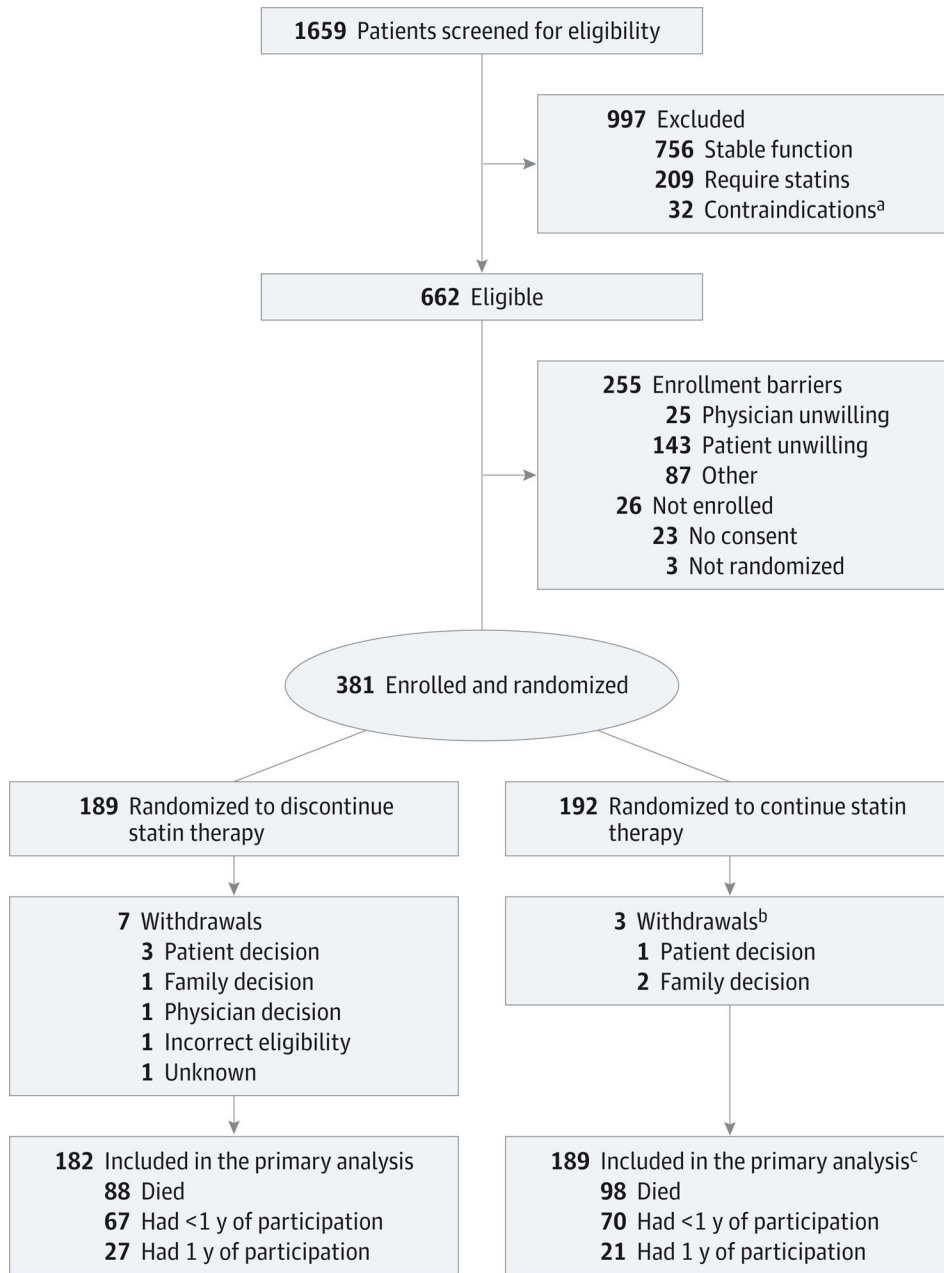 1659 Patients screened for eligibility
997 Excluded
756 Stable function
209 Require statins
32 Contraindicationsᵃ
662 Eligible
255 Enrollment barriers
25 Physician unwilling
143 Patient unwilling
87 Other
26 Not enrolled
23 No consent
3 Not randomized
381 Enrolled and randomized
189 Randomized to discontinue
statin therapy
192 Randomized to continue statin
therapy
7 Withdrawals
3 Patient decision
1 Family decision
1 Physician decision
1 Incorrect eligibility
1 Unknown
3 Withdrawalsᵇ
1 Patient decision
2 Family decision
182 Included in the primary analysis
88 Died
67 Had <1 y of participation
27 Had 1 y of participation
189 Included in the primary analysisᶜ
98 Died
70 Had <1 y of participation
21 Had 1 y of participation